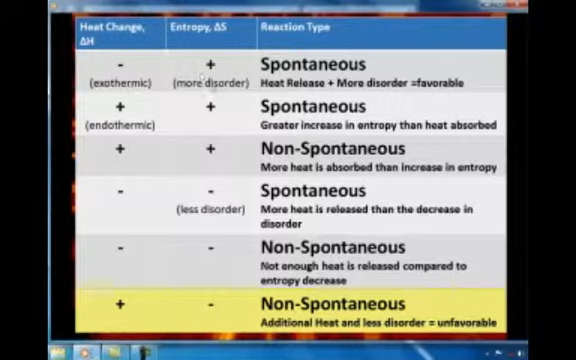 Heat Change, Entropy, ΔS Reaction Type
ΔH
- + Spontaneous
(exothermic) (more disorder) Heat Release + More disorder =favorable
+ + Spontaneous
(endothermic) Greater increase in entropy than heat absorbed
+ + Non-Spontaneous
More heat is absorbed than increase in entropy
- - Spontaneous
(less disorder) More heat is released than the decrease in
disorder
- - Non-Spontaneous
Not enough heat is released compared to
entropy decrease
+ - Non-Spontaneous
Additional Heat and less disorder = unfavorable